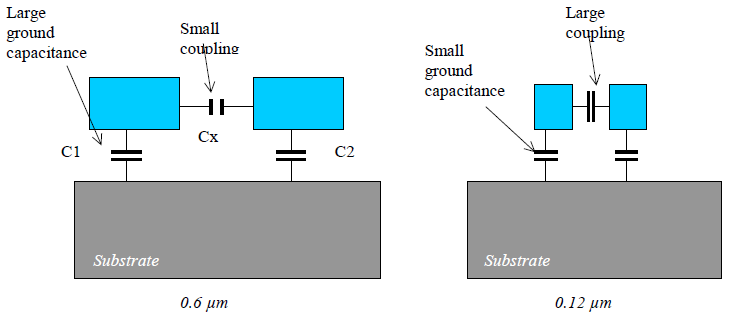 Large
ground
capacitance
Small
coupling
C1
Cx
C2
Substrate
0.6 µm
Large
coupling
Small
ground
capacitance
Substrate
0.12 µm